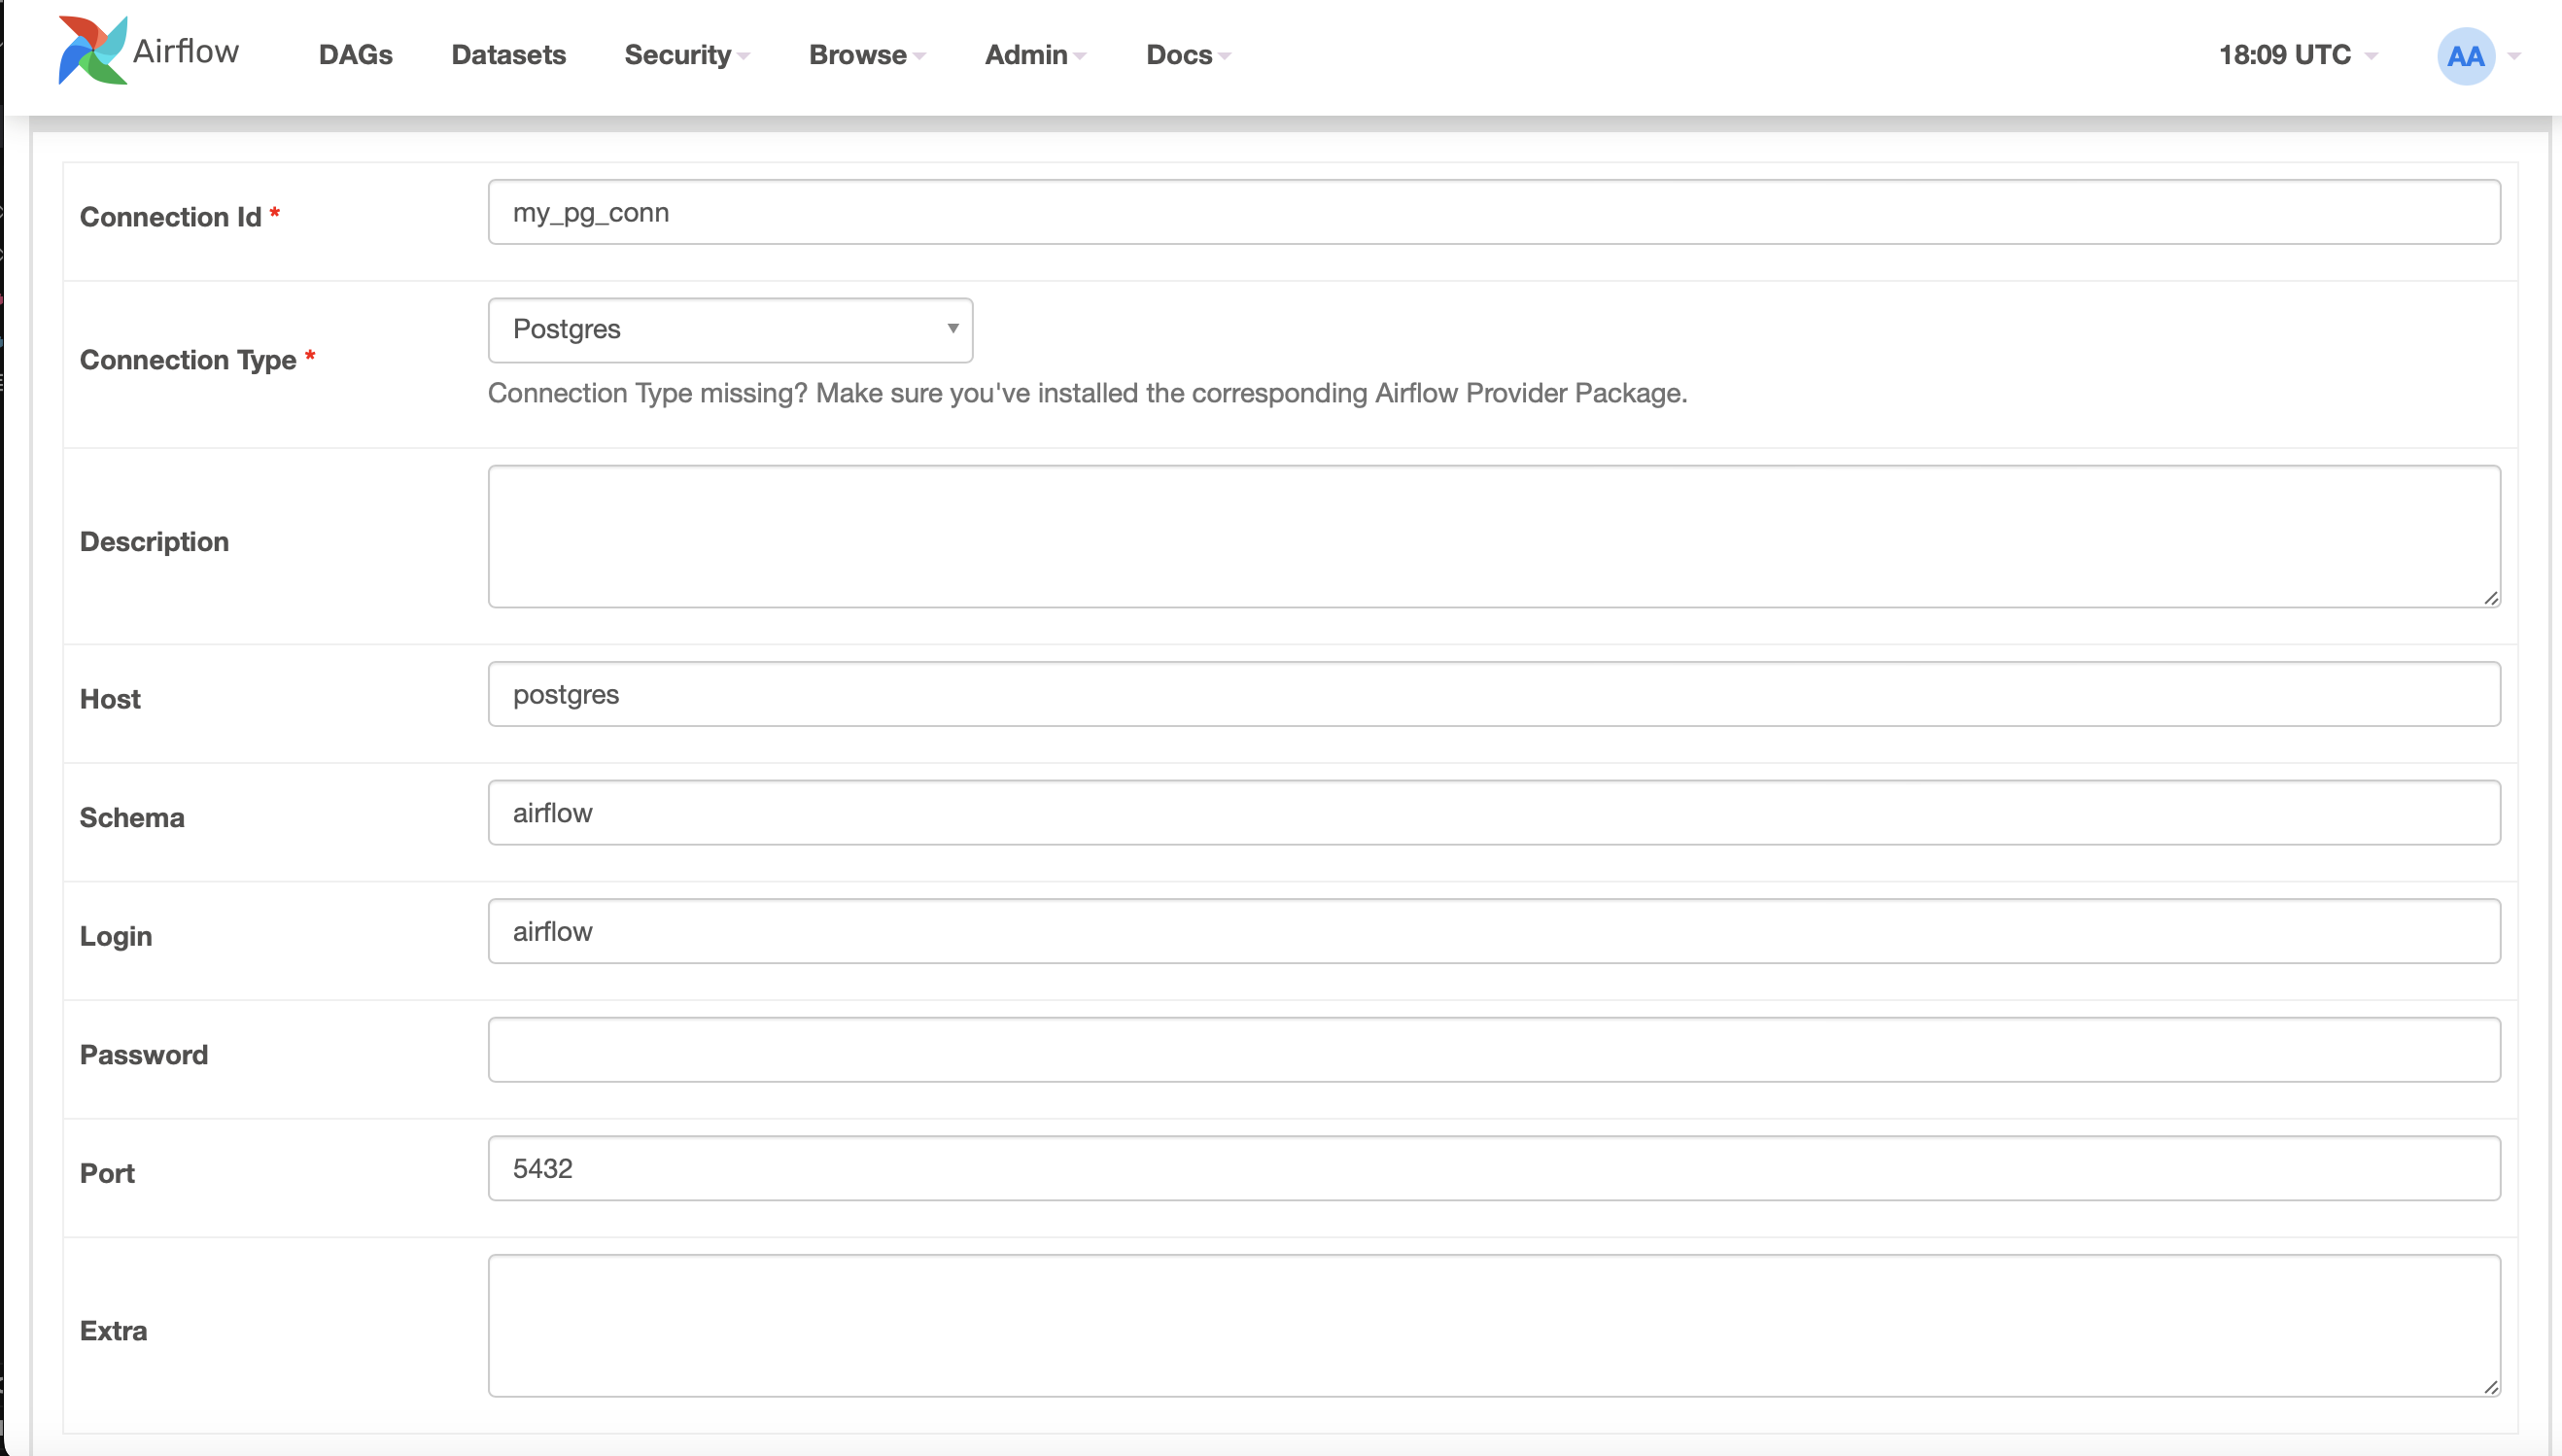 Airflow DAGs Datasets Security Browse Admin Docs 18:09 UTC AA
Connection Id * my_pg_conn
Connection Type * Postgres
Connection Type missing? Make sure you've installed the corresponding Airflow Provider Package.
Description
Host postgres
Schema airflow
Login airflow
Password
Port 5432
Extra